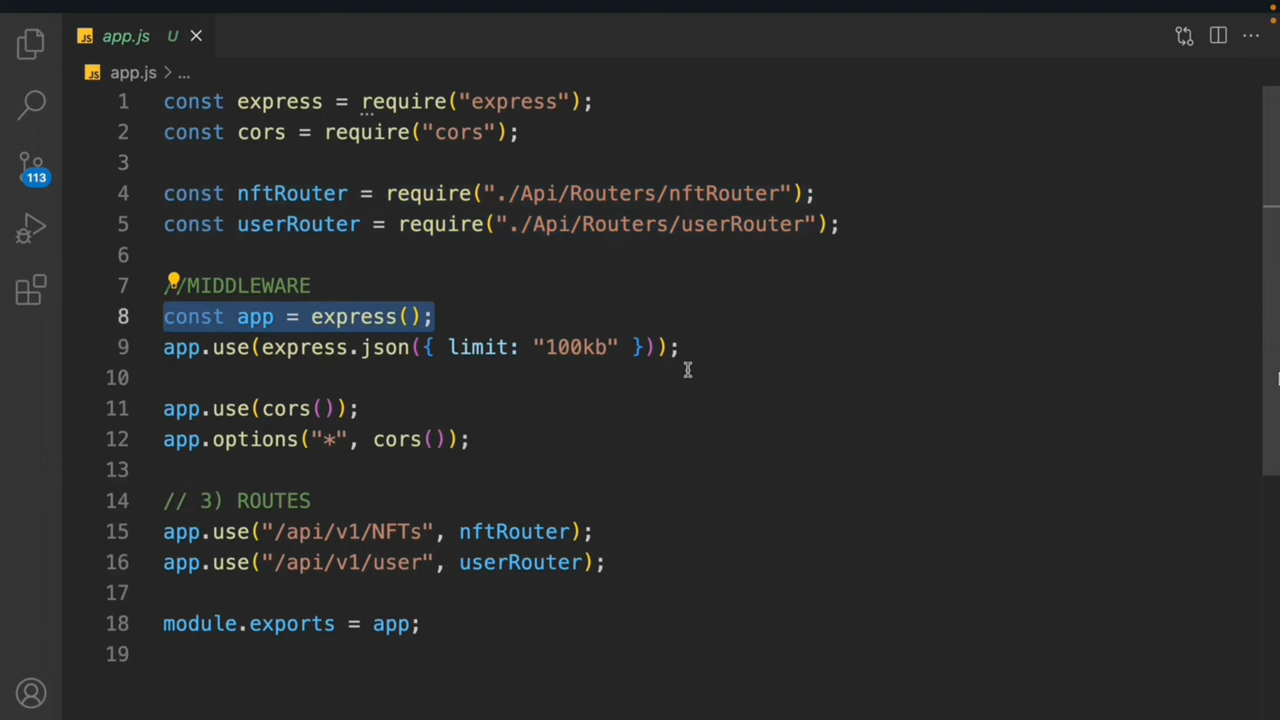 JS app.js U
JS app.js > ...
1 const express = require("express");
2 const cors = require("cors");
3
4 const nftRouter = require("./Api/Routers/nftRouter");
5 const userRouter = require("./Api/Routers/userRouter");
6
7 //MIDDLEWARE
8 const app = express();
9 app.use(express.json({ limit: "100kb" }));
10
11 app.use(cors());
12 app.options("*", cors());
13
14 // 3) ROUTES
15 app.use("/api/v1/NFTs", nftRouter);
16 app.use("/api/v1/user", userRouter);
17
18 module.exports = app;
19
113